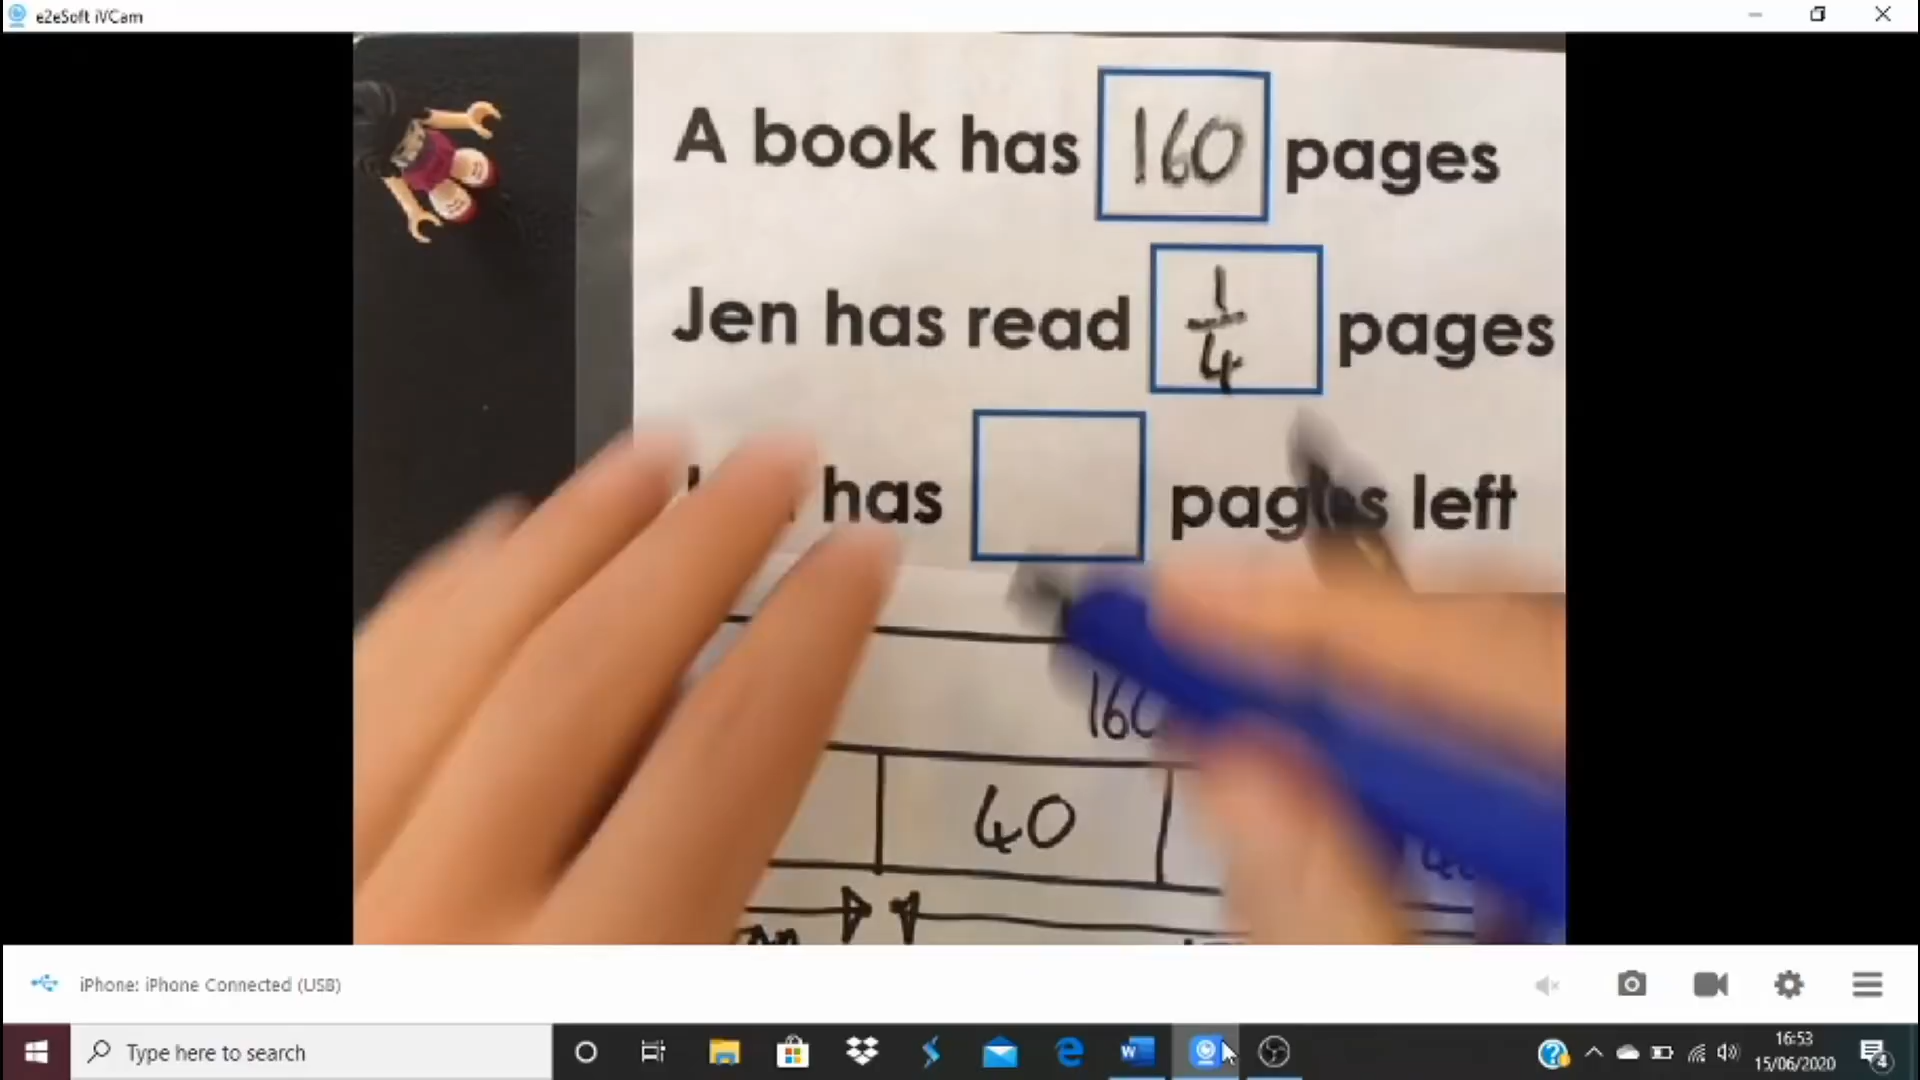 e2eSoft iVCam
A book has 160 pages
Jen has read 1/4 pages
has pages left
160
40
iPhone: iPhone Connected (USB)
Type here to search
16:53
15/06/2020
4